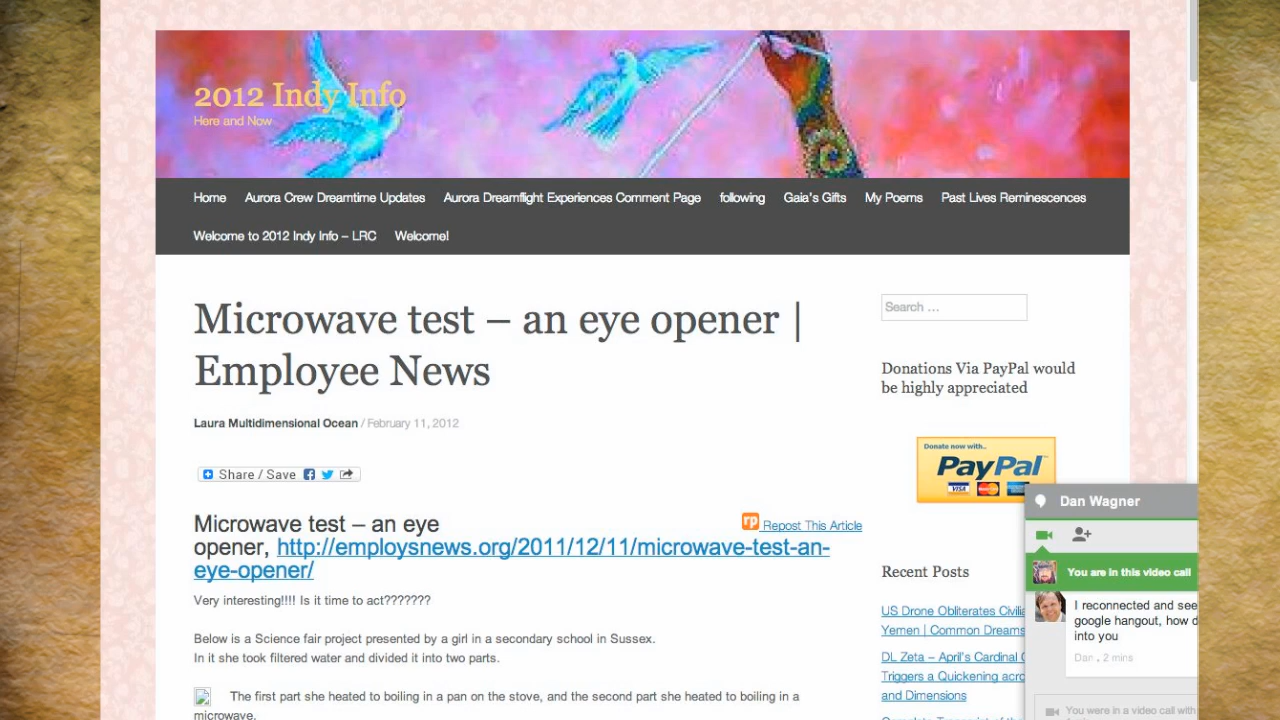 2012 Indy Info
Here and Now
Home Aurora Crew Dreamtime Updates Aurora Dreamflight Experiences Comment Page following Gaia's Gifts My Poems Past Lives Reminescences
Welcome to 2012 Indy Info – LRC Welcome!
Microwave test – an eye opener |
Employee News
Laura Multidimensional Ocean / February 11, 2012
Share / Save
Microwave test – an eye
rp Repost This Article
opener, http://employsnews.org/2011/12/11/microwave-test-an-
eye-opener/
Very interesting!!!! Is it time to act???????
Below is a Science fair project presented by a girl in a secondary school in Sussex.
In it she took filtered water and divided it into two parts.
The first part she heated to boiling in a pan on the stove, and the second part she heated to boiling in a
microwave.
Search ...
Donations Via PayPal would
be highly appreciated
Donate now with..
PayPal
VISA
Recent Posts
US Drone Obliterates
Yemen | Common Dreams
DL Zeta – April's Cardinal
Triggers a Quickening
and Dimensions
Dan Wagner
You are in this video call
I reconnected and see
google hangout, how
into you
Dan . 2 mins
You were in a video call with